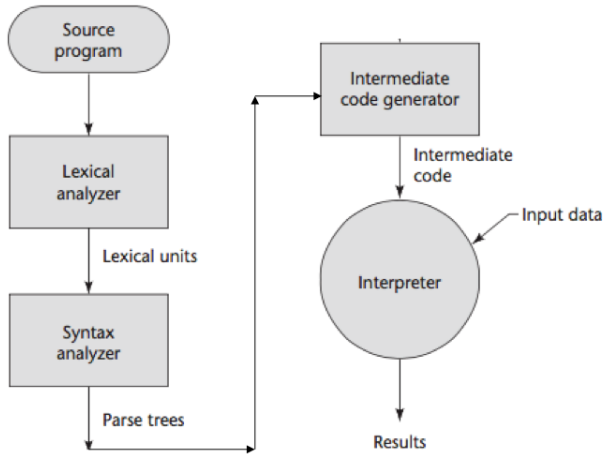 Source
program
Lexical
analyzer
Lexical units
Syntax
analyzer
Parse trees
Intermediate
code generator
Intermediate
code
Input data
Interpreter
Results